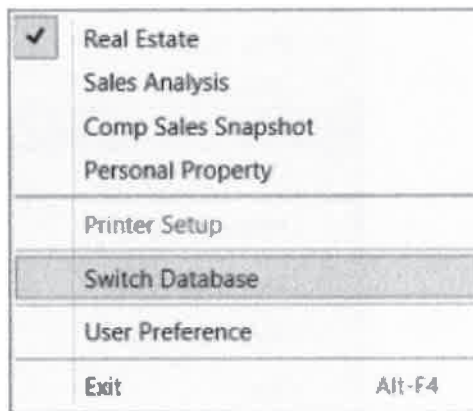 Real Estate
Sales Analysis
Comp Sales Snapshot
Personal Property
Printer Setup
Switch Database
User Preference
Exit Alt-F4